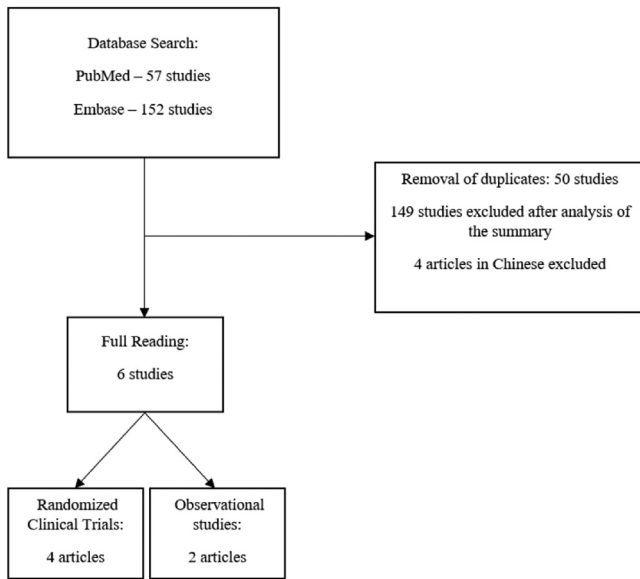 Database Search:
PubMed – 57 studies
Embase – 152 studies
Removal of duplicates: 50 studies
149 studies excluded after analysis of
the summary
4 articles in Chinese excluded
Full Reading:
6 studies
Randomized
Clinical Trials:
4 articles
Observational
studies:
2 articles